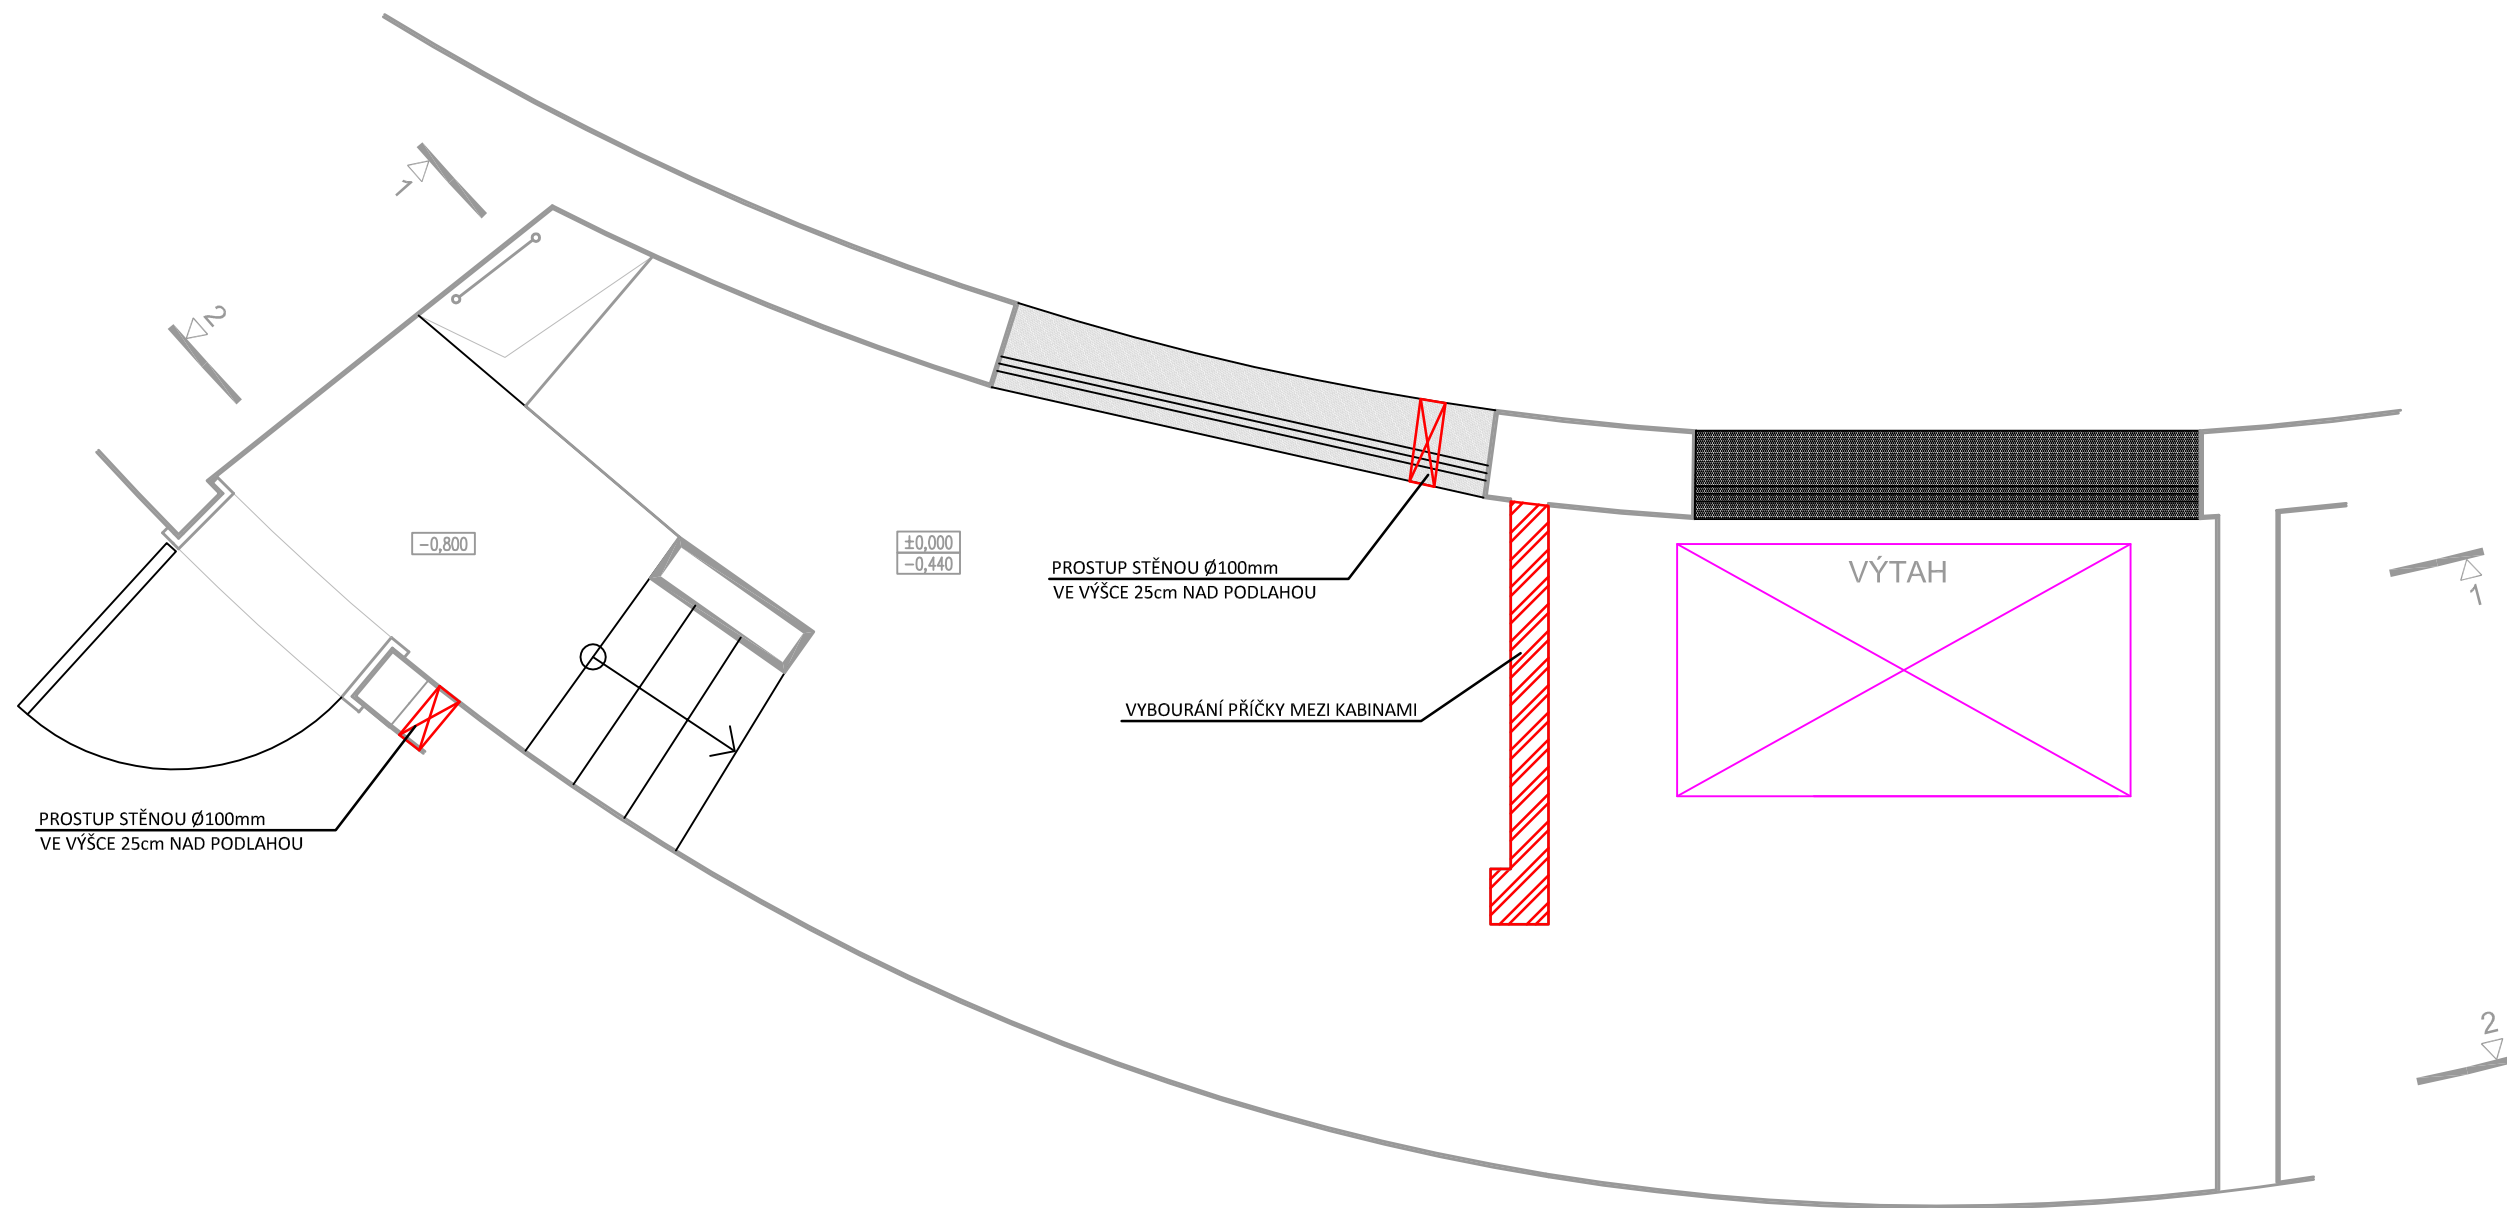 1
2
-0,800
±0,000
-0,440
PROSTUP STĚNOU Ø100mm
VE VÝŠCE 25cm NAD PODLAHOU
VÝTAH
1
VYBOURÁNÍ PŘÍČKY MEZI KABINAMI
PROSTUP STĚNOU Ø100mm
VE VÝŠCE 25cm NAD PODLAHOU
2